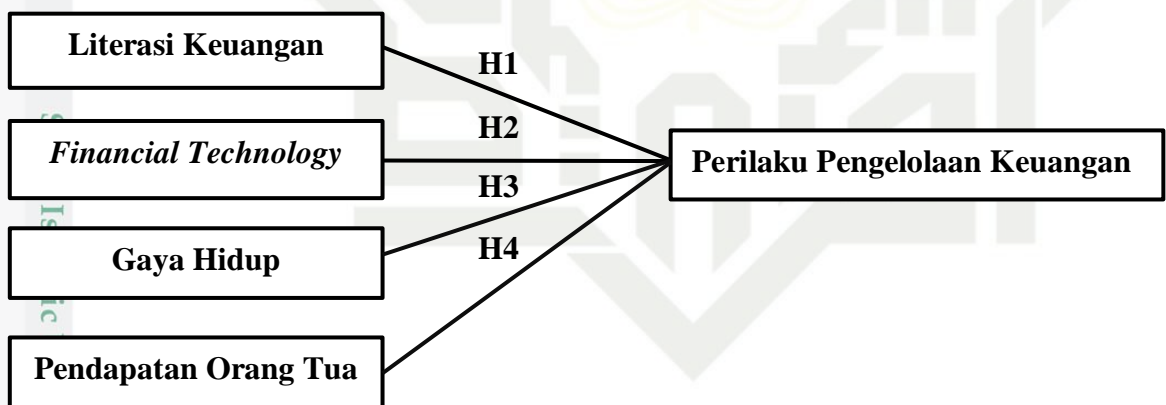 Literasi Keuangan
H1
H2
Financial Technology
Perilaku Pengelolaan Keuangan
H3
Gaya Hidup
H4
Pendapatan Orang Tua